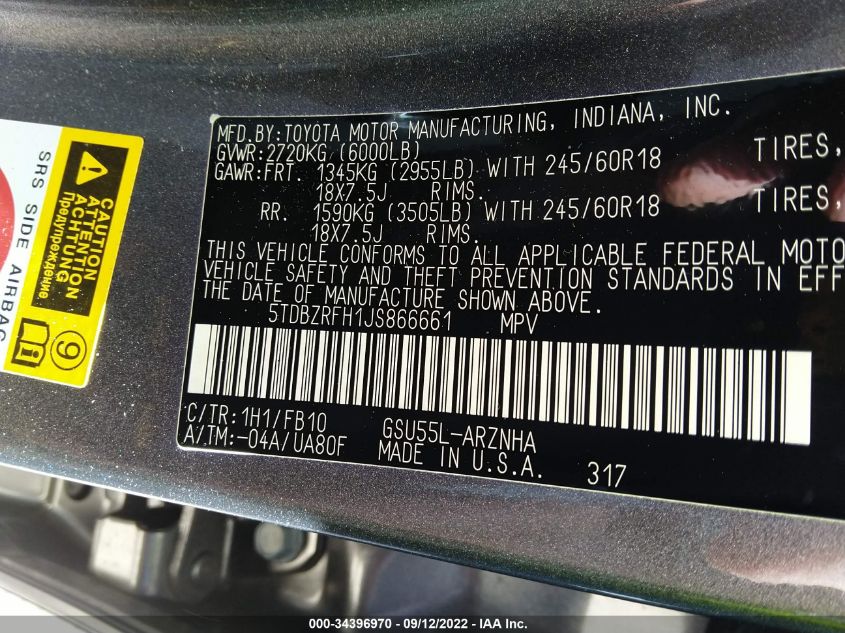 MFD.BY:TOYOTA MOTOR MANUFACTURING, INDIANA, INC.
GVWR:2720KG (6000LB)
GAWR:FRT. 1345KG (2955LB) WITH 245/60R18 TIRES,
18X7.5J RIMS.
RR. 1590KG (3505LB) WITH 245/60R18 TIRES,
18X7.5J RIMS.
THIS VEHICLE CONFORMS TO ALL APPLICABLE FEDERAL MOTO
VEHICLE SAFETY AND THEFT PREVENTION STANDARDS IN EFF
THE DATE OF MANUFACTURE SHOWN ABOVE.
5TDBZRFH1JS866661 MPV
C/TR:1H1/FB10 GSU55L-ARZNHA
A/TM:-04A/UA80F MADE IN U.S.A. 317
SRS SIDE AIRBAG
CAUTION
ATTENTION
ACHTUNG
Предупреждение
9
000-34396970 - 09/12/2022 - IAA Inc.